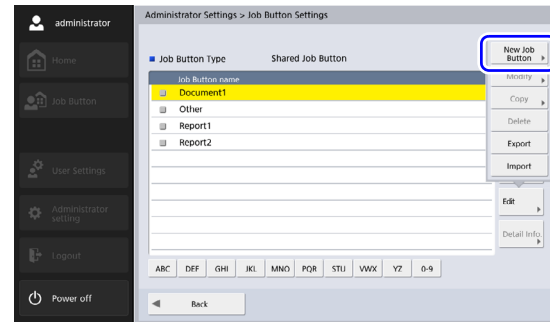 administrator
Home
Job Button
User Settings
Administrator
setting
Logout
Power off
Administrator Settings > Job Button Settings
Job Button Type Shared Job Button
Job Button name
Document1
Other
Report1
Report2
New Job
Button
Modify
Copy
Delete
Export
Import
Edit
Detail Info.
ABC DEF GHI JKL MNO PQR STU VWX YZ 0-9
Back